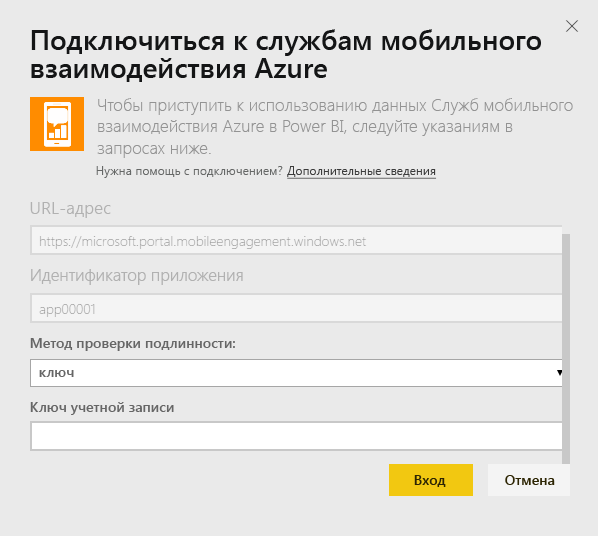 Подключиться к службам мобильного
взаимодействия Azure
Чтобы приступить к использованию данных Служб мобильного
взаимодействия Azure в Power BI, следуйте указаниям в
запросах ниже.
Нужна помощь с подключением? Дополнительные сведения
URL-адрес
https://microsoft.portal.mobileengagement.windows.net
Идентификатор приложения
app00001
Метод проверки подлинности:
ключ
Ключ учетной записи
Вход Отмена